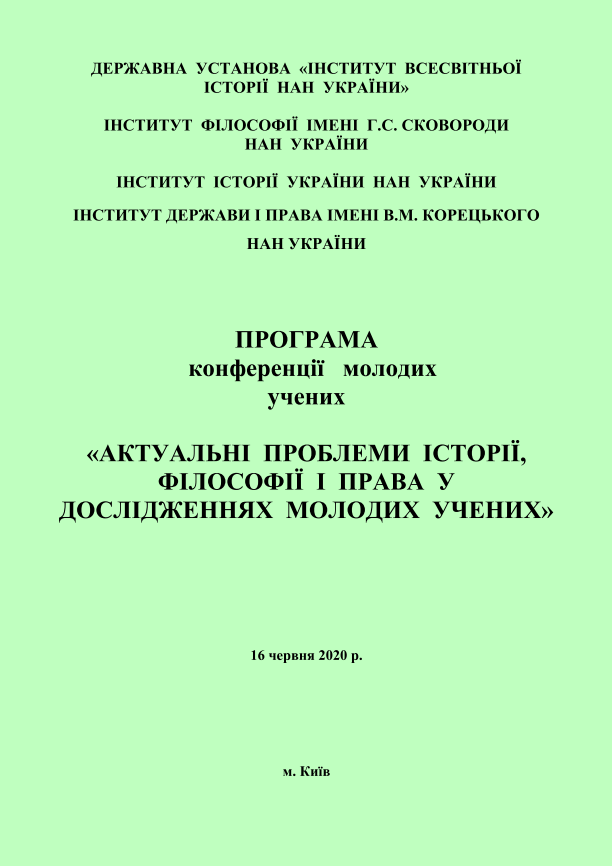 ДЕРЖАВНА УСТАНОВА «ІНСТИТУТ ВСЕСВІТНЬОЇ
ІСТОРІЇ НАН УКРАЇНИ»
ІНСТИТУТ ФІЛОСОФІЇ ІМЕНІ Г.С. СКОВОРОДИ
НАН УКРАЇНИ
ІНСТИТУТ ІСТОРІЇ УКРАЇНИ НАН УКРАЇНИ
ІНСТИТУТ ДЕРЖАВИ І ПРАВА ІМЕНІ В.М. КОРЕЦЬКОГО
НАН УКРАЇНИ
ПРОГРАМА
конференції молодих
учених
«АКТУАЛЬНІ ПРОБЛЕМИ ІСТОРІЇ,
ФІЛОСОФІЇ І ПРАВА У
ДОСЛІДЖЕННЯХ МОЛОДИХ УЧЕНИХ»
16 червня 2020 р.
м. Київ